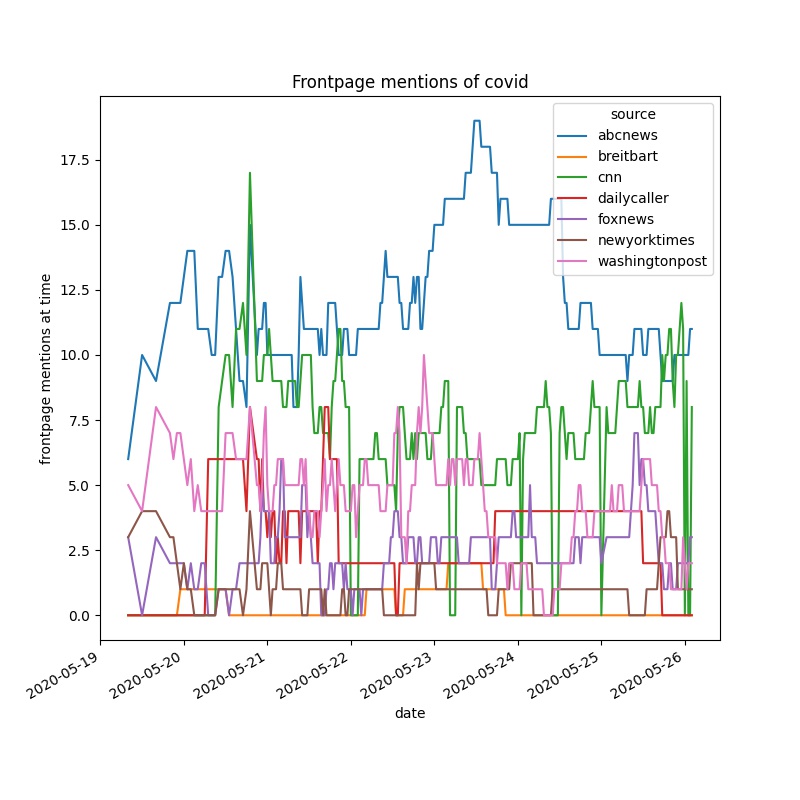 Frontpage mentions of covid
source
abcnews
breitbart
cnn
dailycaller
foxnews
newyorktimes
washingtonpost
17.5
15.0
12.5
10.0
7.5
5.0
2.5
0.0
frontpage mentions at time
2020-05-19
2020-05-20
2020-05-21
2020-05-22
2020-05-23
2020-05-24
2020-05-25
2020-05-26
date